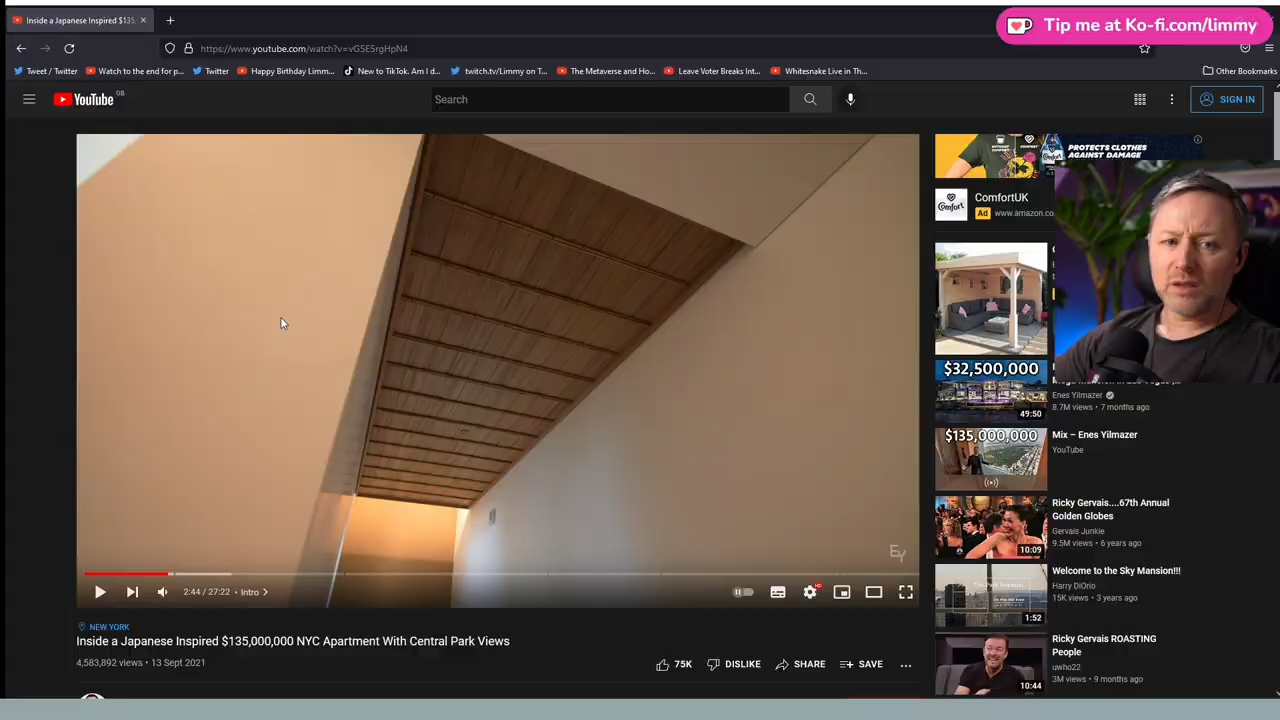 Inside a Japanese Inspired $135,
Tip me at Ko-fi.com/limmy
https://www.youtube.com/watch?v=vG5E5rgHpN4
Tweet / Twitter
Watch to the end for p...
Twitter
Happy Birthday Limm...
New to TikTok. Am I d...
twitch.tv/Limmy on T...
The Metaverse and Ho...
Leave Voter Breaks Int...
Whitesnake Live in Th...
Other Bookmarks
YouTube GB
Search
SIGN IN
PROTECTS CLOTHES
AGAINST DAMAGE
Comfort
ComfortUK
Ad www.amazon.co
$32,500,000
49:50
Enes Yilmazer
8.7M views • 7 months ago
$135,000,000
Mix – Enes Yilmazer
YouTube
Ricky Gervais....67th Annual
Golden Globes
Gervais Junkie
9.5M views • 6 years ago
10:09
Welcome to the Sky Mansion!!!
Harry DiOrio
15K views • 3 years ago
1:52
Ricky Gervais ROASTING
People
uwho22
3M views • 9 months ago
10:44
EY
2:44 / 27:22 • Intro
HD
NEW YORK
Inside a Japanese Inspired $135,000,000 NYC Apartment With Central Park Views
4,583,892 views • 13 Sept 2021
75K
DISLIKE
SHARE
SAVE